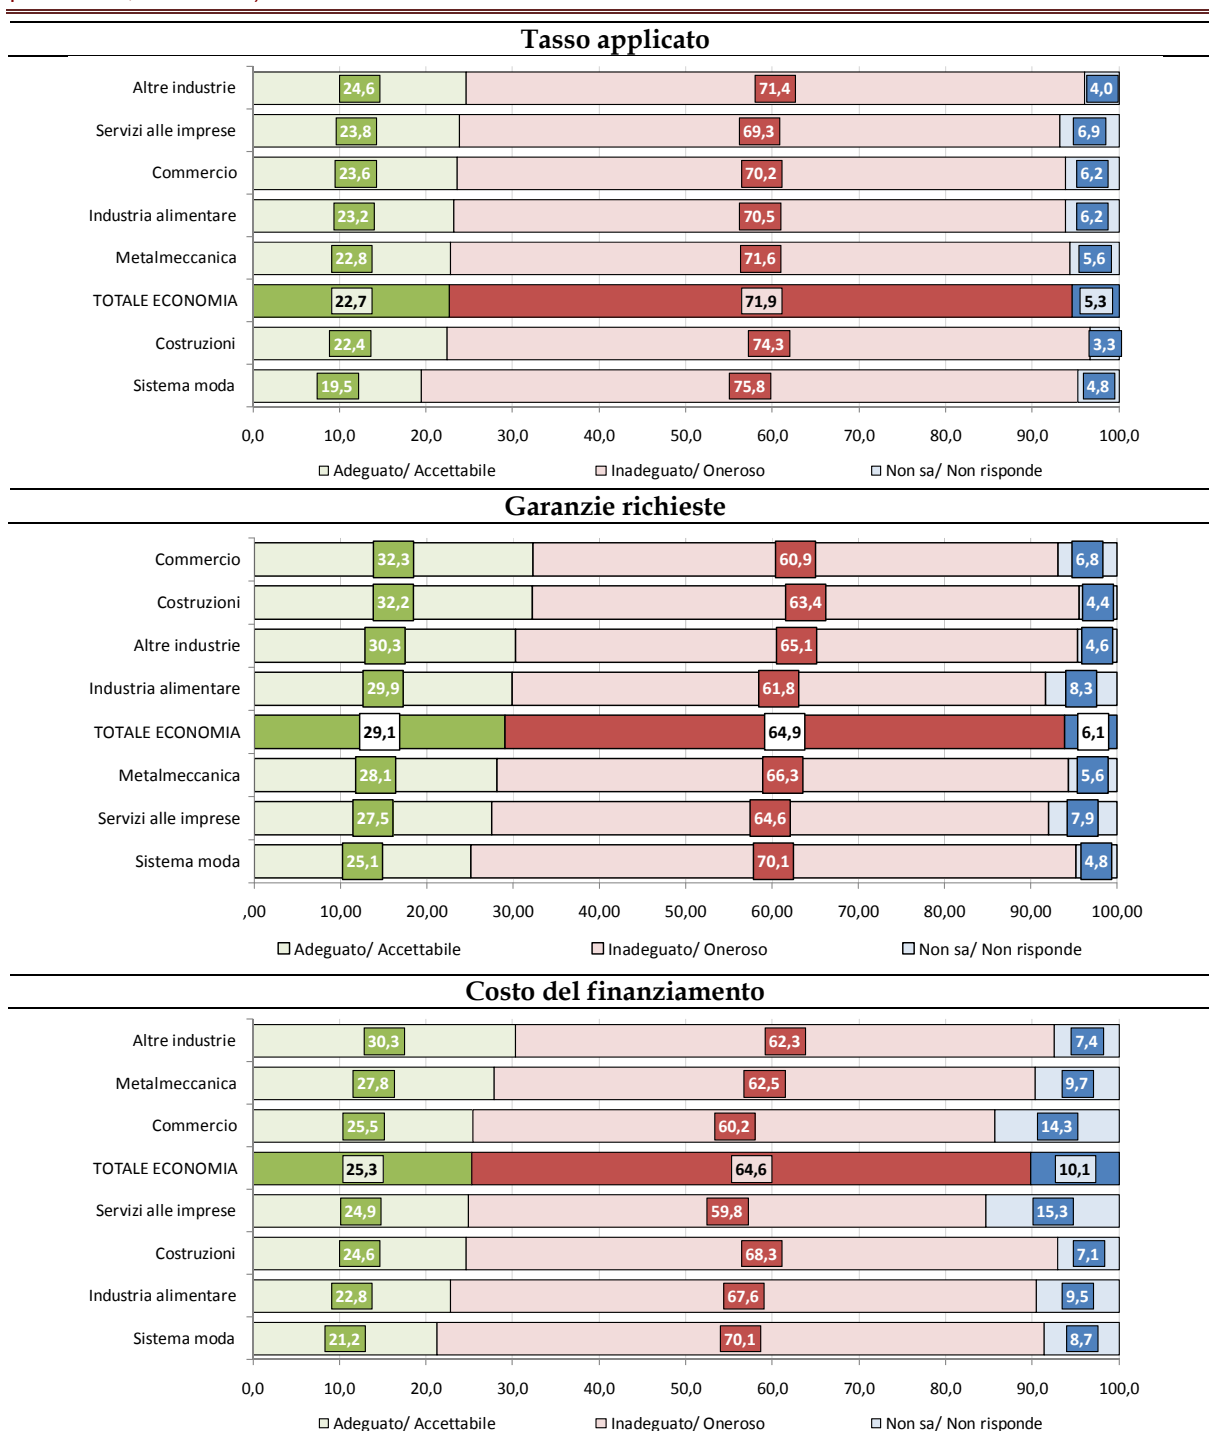 Tasso applicato
Altre industrie 24,6 71,4 4,0
Servizi alle imprese 23,8 69,3 6,9
Commercio 23,6 70,2 6,2
Industria alimentare 23,2 70,5 6,2
Metalmeccanica 22,8 71,6 5,6
TOTALE ECONOMIA 22,7 71,9 5,3
Costruzioni 22,4 74,3 3,3
Sistema moda 19,5 75,8 4,8
0,0 10,0 20,0 30,0 40,0 50,0 60,0 70,0 80,0 90,0 100,0
Adeguato/ Accettabile Inadeguato/ Oneroso Non sa/ Non risponde
Garanzie richieste
Commercio 32,3 60,9 6,8
Costruzioni 32,2 63,4 4,4
Altre industrie 30,3 65,1 4,6
Industria alimentare 29,9 61,8 8,3
TOTALE ECONOMIA 29,1 64,9 6,1
Metalmeccanica 28,1 66,3 5,6
Servizi alle imprese 27,5 64,6 7,9
Sistema moda 25,1 70,1 4,8
,00 10,00 20,00 30,00 40,00 50,00 60,00 70,00 80,00 90,00 100,00
Adeguato/ Accettabile Inadeguato/ Oneroso Non sa/ Non risponde
Costo del finanziamento
Altre industrie 30,3 62,3 7,4
Metalmeccanica 27,8 62,5 9,7
Commercio 25,5 60,2 14,3
TOTALE ECONOMIA 25,3 64,6 10,1
Servizi alle imprese 24,9 59,8 15,3
Costruzioni 24,6 68,3 7,1
Industria alimentare 22,8 67,6 9,5
Sistema moda 21,2 70,1 8,7
0,0 10,0 20,0 30,0 40,0 50,0 60,0 70,0 80,0 90,0 100,0
Adeguato/ Accettabile Inadeguato/ Oneroso Non sa/ Non risponde